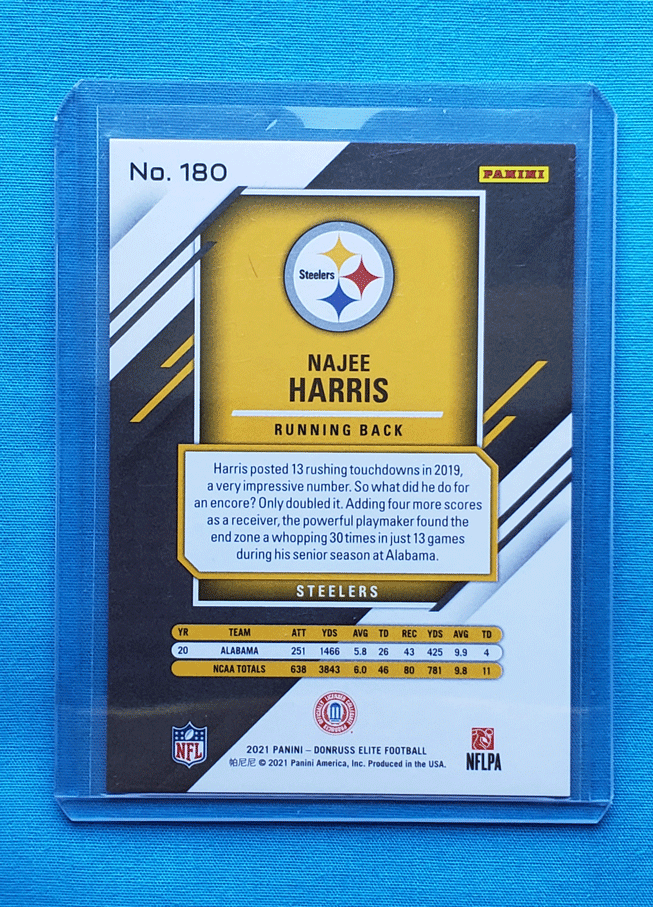 No. 180
PANINI
Steelers
NAJEE
HARRIS
RUNNING BACK
Harris posted 13 rushing touchdowns in 2019,
a very impressive number. So what did he do for
an encore? Only doubled it. Adding four more scores
as a receiver, the powerful playmaker found the
end zone a whopping 30 times in just 13 games
during his senior season at Alabama.
STEELERS
YR TEAM ATT YDS AVG TD REC YDS AVG TD
20 ALABAMA 251 1466 5.8 26 43 425 9.9 4
NCAA TOTALS 638 3843 6.0 46 80 781 9.8 11
OFFICIALLY LICENSED COLLEGIATE PRODUCTS
NFL
2021 PANINI – DONRUSS ELITE FOOTBALL
帕尼尼 © 2021 Panini America, Inc. Produced in the USA.
NFLPA